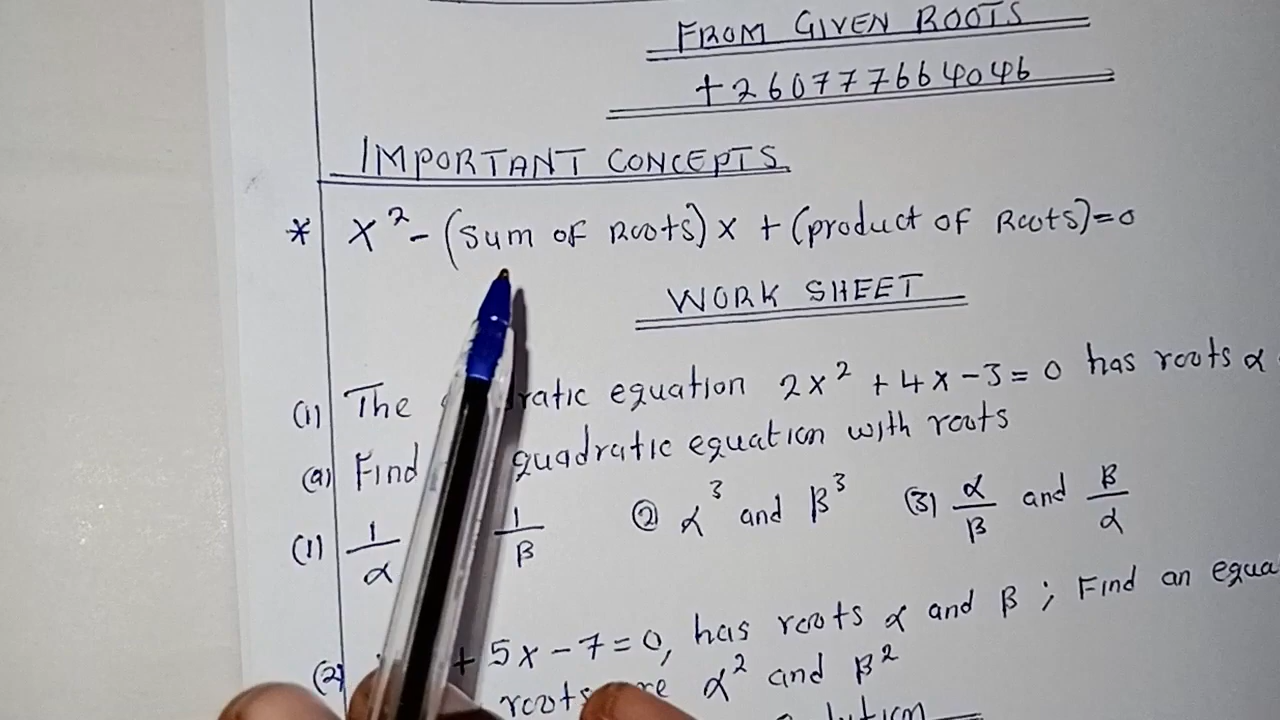 FROM GIVEN ROOTS
+260777664046
IMPORTANT CONCEPTS
* x² - (sum of Roots) x + (product of Roots) = 0
WORK SHEET
(1) The quadratic equation 2x² + 4x - 3 = 0 has roots α
(a) Find quadratic equation with roots
(1) 1/α 1/β ② α³ and β³ (3) α/β and β/α
(2) + 5x - 7 = 0, has roots α and β ; Find an equa
roots are α² and β²